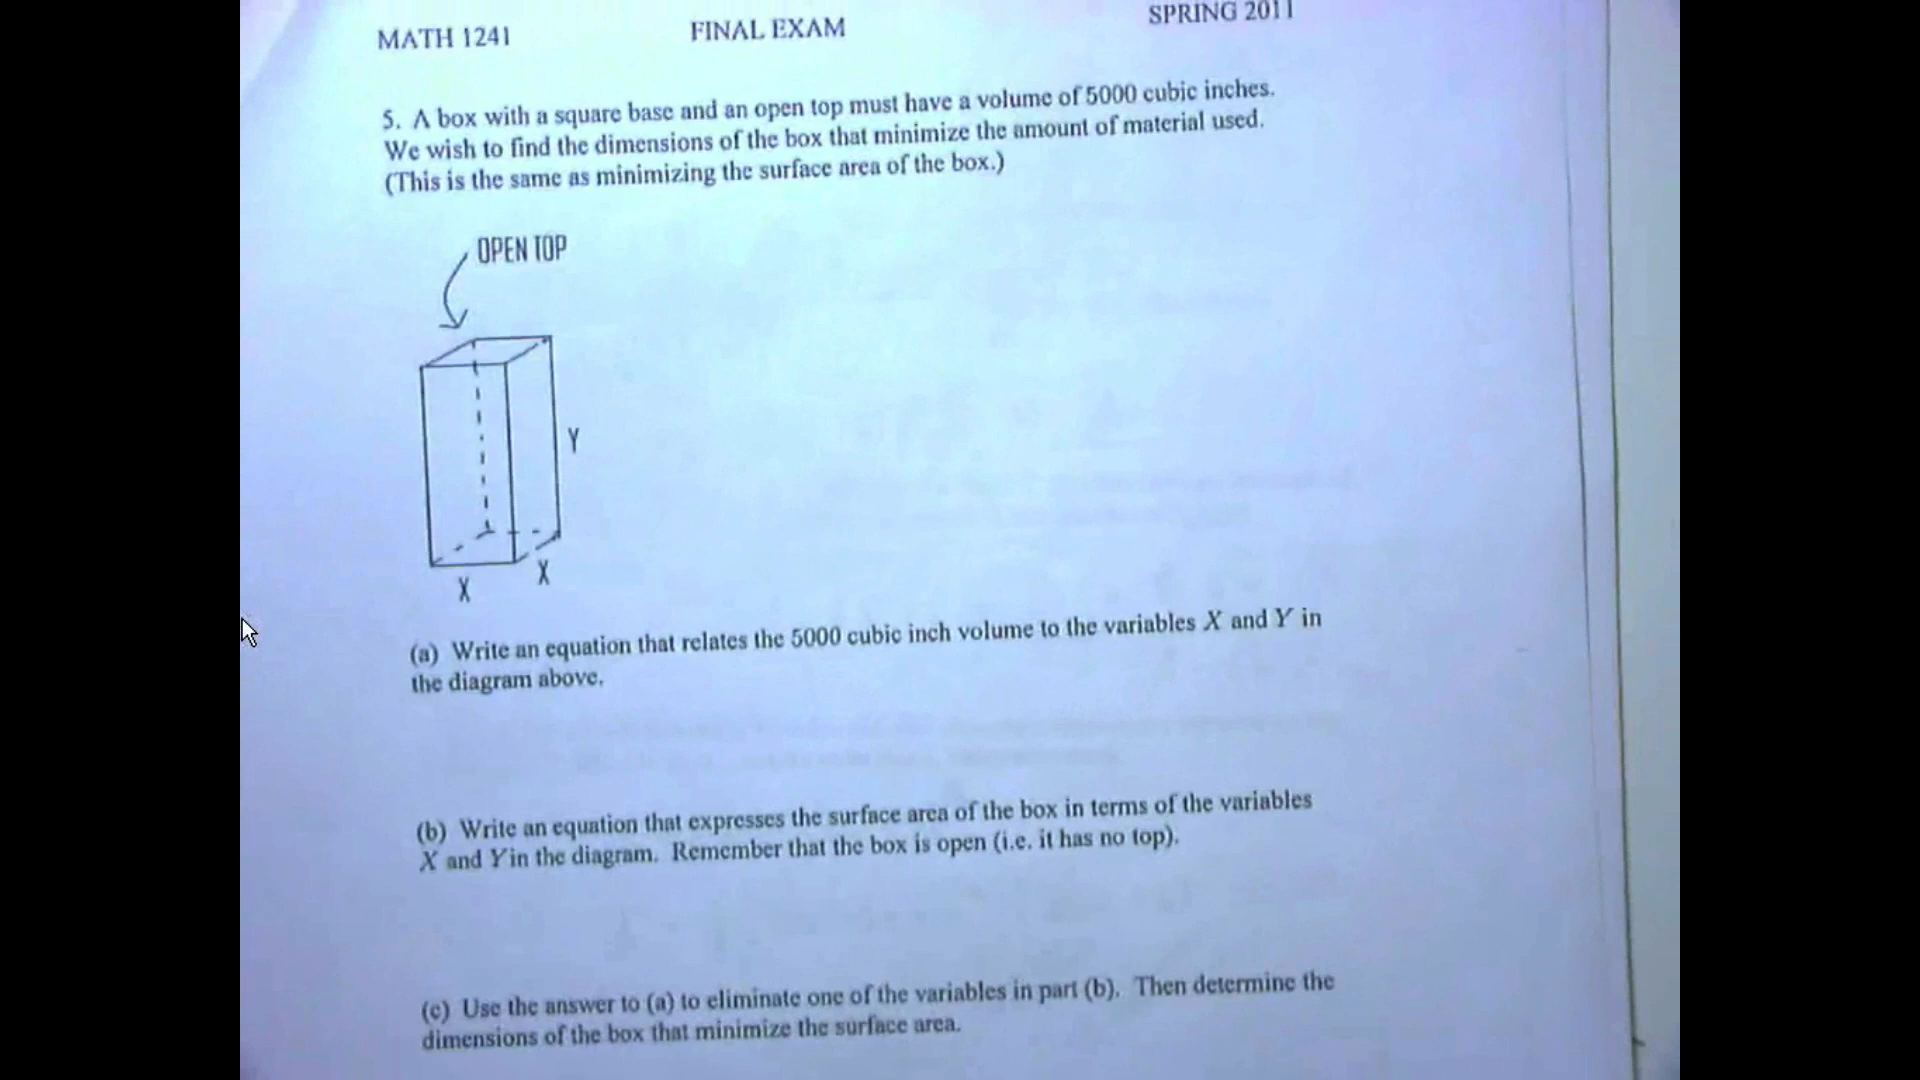 MATH 1241 FINAL EXAM SPRING 2011
5. A box with a square base and an open top must have a volume of 5000 cubic inches.
We wish to find the dimensions of the box that minimize the amount of material used.
(This is the same as minimizing the surface area of the box.)
OPEN TOP
Y
X
X
(a) Write an equation that relates the 5000 cubic inch volume to the variables X and Y in
the diagram above.
(b) Write an equation that expresses the surface area of the box in terms of the variables
X and Y in the diagram. Remember that the box is open (i.e. it has no top).
(c) Use the answer to (a) to eliminate one of the variables in part (b). Then determine the
dimensions of the box that minimize the surface area.